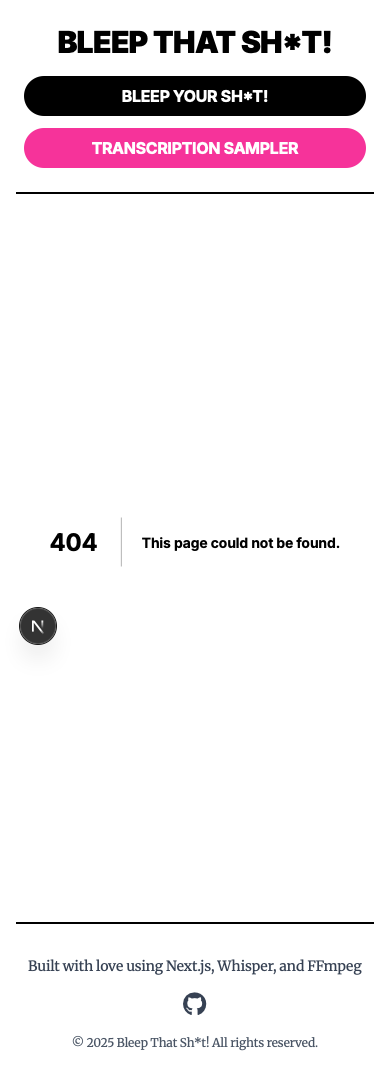 BLEEP THAT SH*T!
BLEEP YOUR SH*T!
TRANSCRIPTION SAMPLER
404
This page could not be found.
N
Built with love using Next.js, Whisper, and FFmpeg
© 2025 Bleep That Sh*t! All rights reserved.